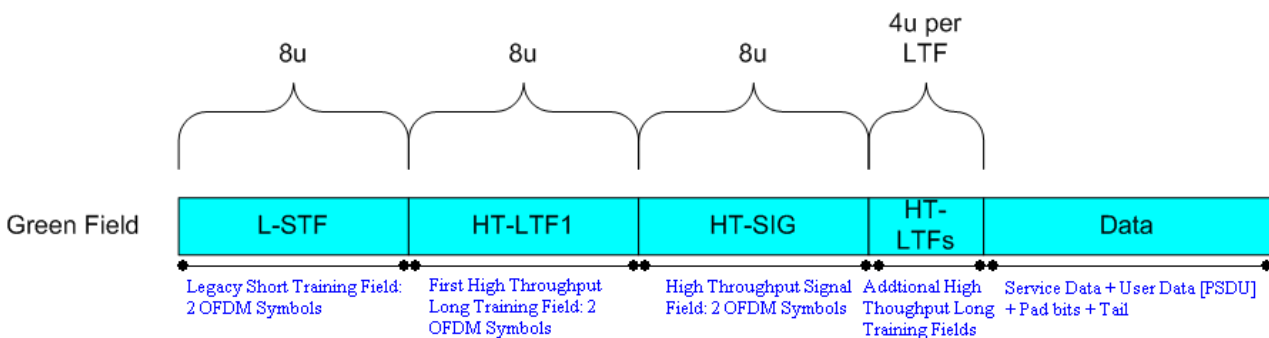 4u per
LTF
8u
8u
8u
Green Field
L-STF
HT-LTF1
HT-SIG
HT-
LTFs
Data
Legacy Short Training Field:
2 OFDM Symbols
First High Throughput
Long Training Field: 2
OFDM Symbols
High Throughput Signal
Field: 2 OFDM Symbols
Addtional High
Thoughput Long
Training Fields
Service Data + User Data [PSDU]
+ Pad bits + Tail